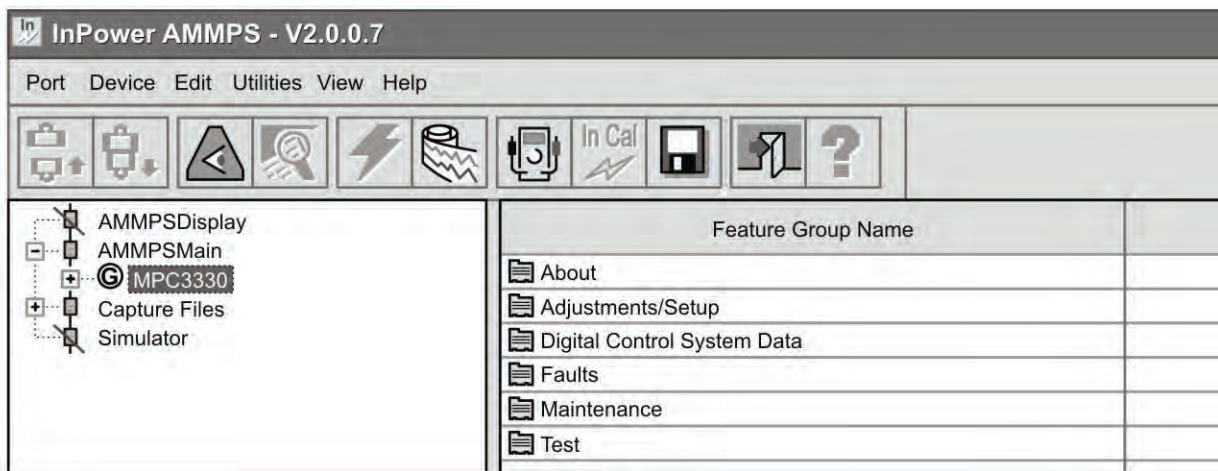 In
InPower AMMPS - V2.0.0.7
Port Device Edit Utilities View Help
In Cal
?
AMMPSDisplay
AMMPSMain
G MPC3330
Capture Files
Simulator
Feature Group Name
About
Adjustments/Setup
Digital Control System Data
Faults
Maintenance
Test